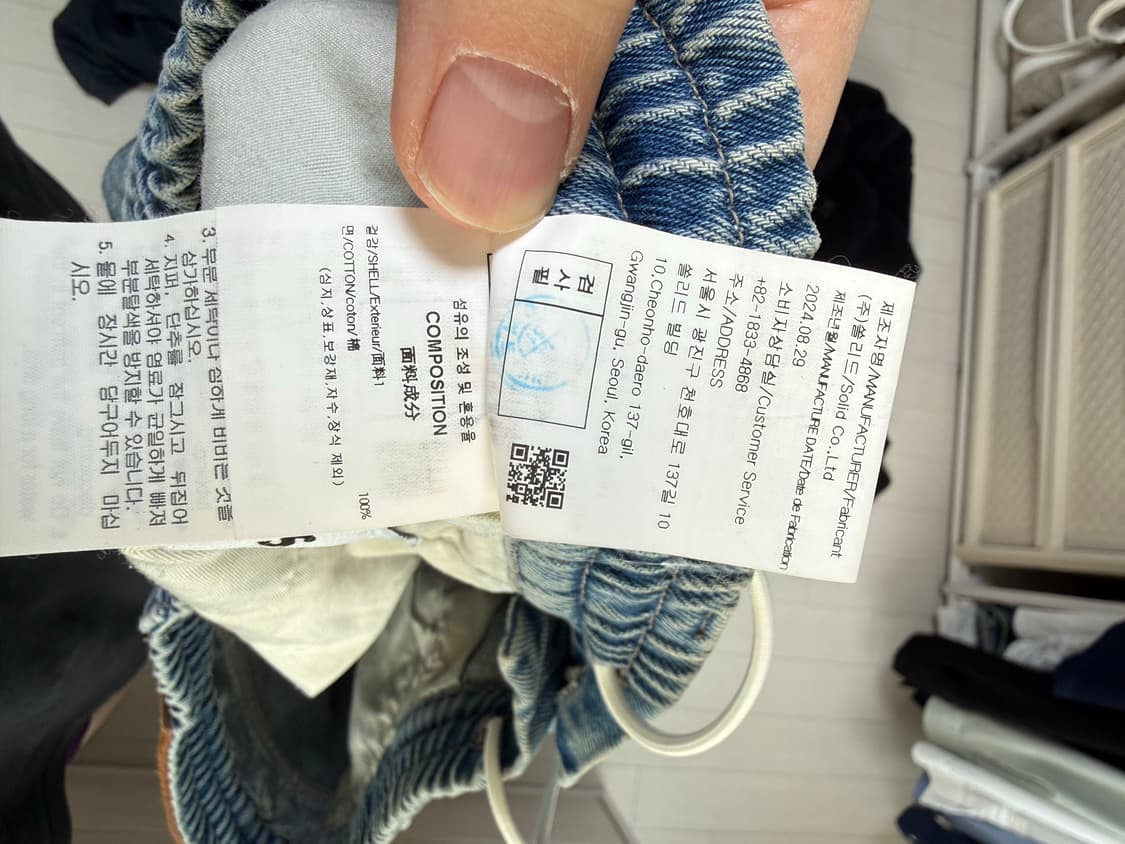 제조자명/MANUFACTURER/Fabricant
(주)쏠리드/Solid Co.,Ltd
제조년월/MANUFACTURE DATE/Date de Fabrication
2024.08.29
소비자상담실/Customer Service
+82-1833-4868
주소/ADDRESS
서울시 광진구 천호대로 137길 10
쏠리드 빌딩
10,Cheonho-daero 137-gil,
Gwangjin-gu, Seoul, Korea
검사필
섬유의 조성 및 혼용율
COMPOSITION
面料成分
겉감/SHELL/Exterieur/面料1
면/COTTON/coton/棉 100%
(심지,상표,보강재,자수,장식 제외)
3. 부분 세탁이나 심하게 비비는 것을
삼가하십시오.
4. 지퍼, 단추를 잠그시고 뒤집어
세탁하셔야 염료가 균일하게 빠져
부분탈색을 방지할 수 있습니다.
5. 물에 장시간 담구어두지 마십
시오.